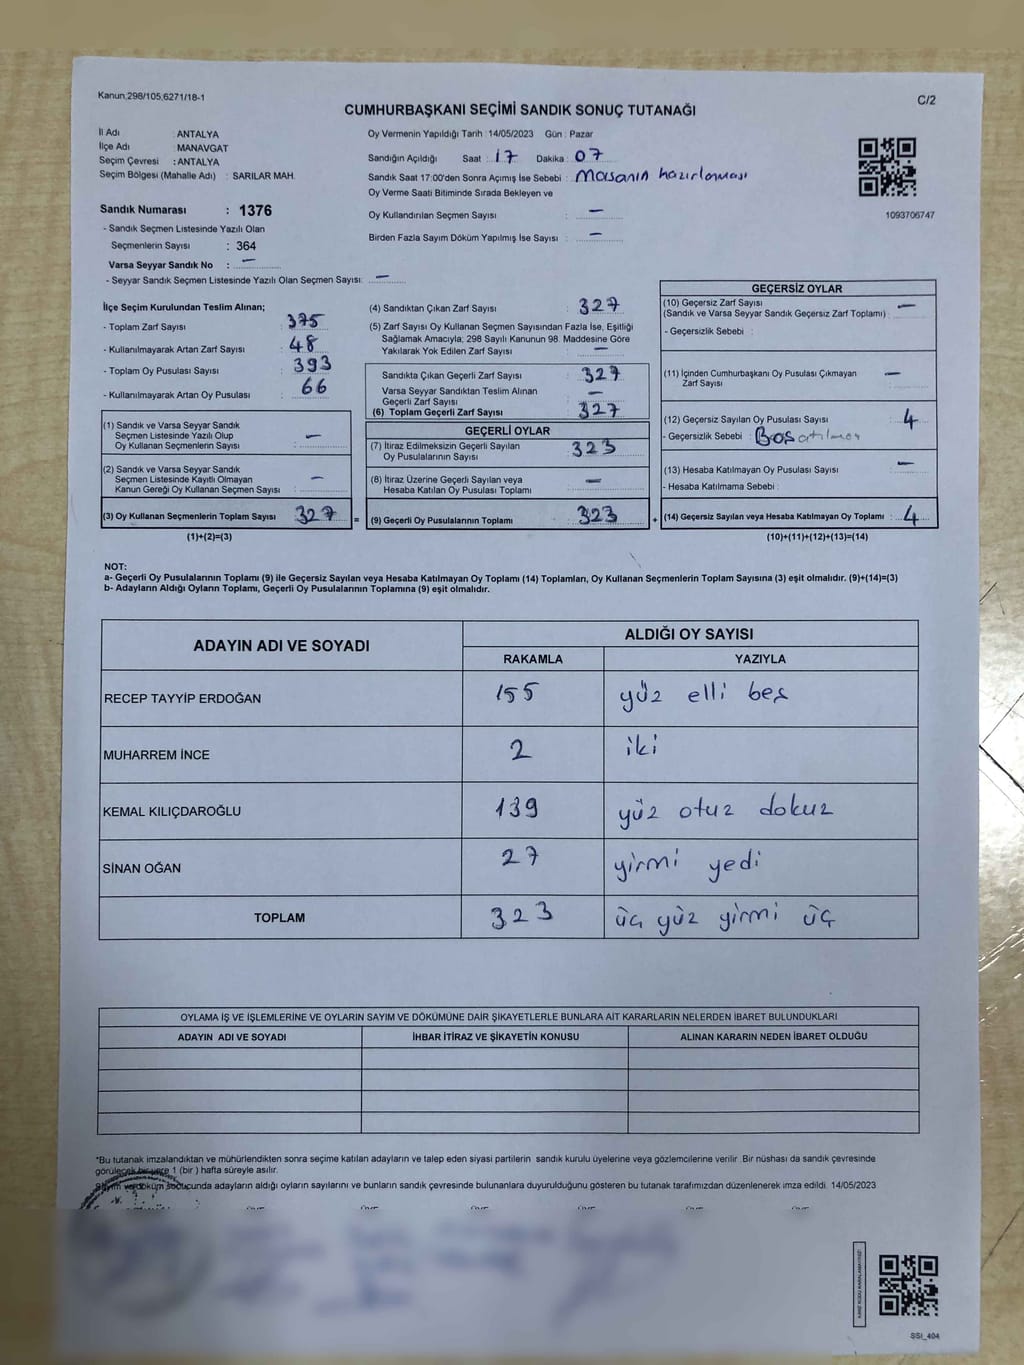 Kanun,298/105,6271/18-1
C/2
CUMHURBAŞKANI SEÇİMİ SANDIK SONUÇ TUTANAĞI
İl Adı ANTALYA
İlçe Adı : MANAVGAT
Seçim Çevresi : ANTALYA
Seçim Bölgesi (Mahalle Adı) : SARILAR MAH.
Sandık Numarası : 1376
- Sandık Seçmen Listesinde Yazılı Olan
Seçmenlerin Sayısı : 364
Varsa Seyyar Sandık No : —
- Seyyar Sandık Seçmen Listesinde Yazılı Olan Seçmen Sayısı: —
Oy Vermenin Yapıldığı Tarih :14/05/2023 Gün : Pazar
Sandığın Açıldığı Saat : 17 Dakika : 07
Sandık Saat 17:00'den Sonra Açımış İse Sebebi : Masanın hazırlaması
Oy Verme Saati Bitiminde Sırada Bekleyen ve
Oy Kullandırılan Seçmen Sayısı : —
Birden Fazla Sayım Döküm Yapılmış İse Sayısı : —
1093706747
İlçe Seçim Kurulundan Teslim Alınan;
- Toplam Zarf Sayısı : 375
- Kullanılmayarak Artan Zarf Sayısı : 48
- Toplam Oy Pusulası Sayısı : 393
- Kullanılmayarak Artan Oy Pusulası : 66
(1) Sandık ve Varsa Seyyar Sandık
Seçmen Listesinde Yazılı Olup
Oy Kullanan Seçmenlerin Sayısı : —
(2) Sandık ve Varsa Seyyar Sandık
Seçmen Listesinde Kayıtlı Olmayan
Kanun Gereği Oy Kullanan Seçmen Sayısı : —
(3) Oy Kullanan Seçmenlerin Toplam Sayısı : 327 =
(1)+(2)=(3)
(4) Sandıktan Çıkan Zarf Sayısı : 327
(5) Zarf Sayısı Oy Kullanan Seçmen Sayısından Fazla İse, Eşitliği
Sağlamak Amacıyla; 298 Sayılı Kanunun 98. Maddesine Göre
Yakılarak Yok Edilen Zarf Sayısı : —
Sandıkta Çıkan Geçerli Zarf Sayısı : 327
Varsa Seyyar Sandıktan Teslim Alınan
Geçerli Zarf Sayısı : —
(6) Toplam Geçerli Zarf Sayısı : 327
GEÇERLİ OYLAR
(7) İtiraz Edilmeksizin Geçerli Sayılan
Oy Pusulalarının Sayısı : 323
(8) İtiraz Üzerine Geçerli Sayılan veya
Hesaba Katılan Oy Pusulası Toplamı : —
(9) Geçerli Oy Pusulalarının Toplamı : 323 +
GEÇERSİZ OYLAR
(10) Geçersiz Zarf Sayısı
(Sandık ve Varsa Seyyar Sandık Geçersiz Zarf Toplamı) : —
- Geçersizlik Sebebi :
(11) İçinden Cumhurbaşkanı Oy Pusulası Çıkmayan
Zarf Sayısı : —
(12) Geçersiz Sayılan Oy Pusulası Sayısı : 4
- Geçersizlik Sebebi : Boş
(13) Hesaba Katılmayan Oy Pusulası Sayısı : —
- Hesaba Katılmama Sebebi :
(14) Geçersiz Sayılan veya Hesaba Katılmayan Oy Toplamı : 4
(10)+(11)+(12)+(13)=(14)
NOT:
a- Geçerli Oy Pusulalarının Toplamı (9) ile Geçersiz Sayılan veya Hesaba Katılmayan Oy Toplamı (14) Toplamları, Oy Kullanan Seçmenlerin Toplam Sayısına (3) eşit olmalıdır. (9)+(14)=(3)
b- Adayların Aldığı Oyların Toplamı, Geçerli Oy Pusulalarının Toplamına (9) eşit olmalıdır.
ADAYIN ADI VE SOYADI ALDIĞI OY SAYISI
RAKAMLA YAZIYLA
RECEP TAYYİP ERDOĞAN 155 yüz elli beş
MUHARREM İNCE 2 iki
KEMAL KILIÇDAROĞLU 139 yüz otuz dokuz
SİNAN OĞAN 27 yirmi yedi
TOPLAM 323 üç yüz yirmi üç
OYLAMA İŞ VE İŞLEMLERİNE VE OYLARIN SAYIM VE DÖKÜMÜNE DAİR ŞİKAYETLERLE BUNLARA AİT KARARLARIN NELERDEN İBARET BULUNDUKLARI
ADAYIN ADI VE SOYADI İHBAR İTİRAZ VE ŞİKAYETİN KONUSU ALINAN KARARIN NEDEN İBARET OLDUĞU
*Bu tutanak imzalandıktan ve mühürlendikten sonra seçime katılan adayların ve talep eden siyasi partilerin sandık kurulu üyelerine veya gözlemcilerine verilir. Bir nüshası da sandık çevresinde
görülecek bir yere 1 (bir ) hafta süreyle asılır.
Sayım ve döküm sonucunda adayların aldığı oyların sayılarını ve bunların sandık çevresinde bulunanlara duyurulduğunu gösteren bu tutanak tarafımızdan düzenlenerek imza edildi. 14/05/2023
SSI_404